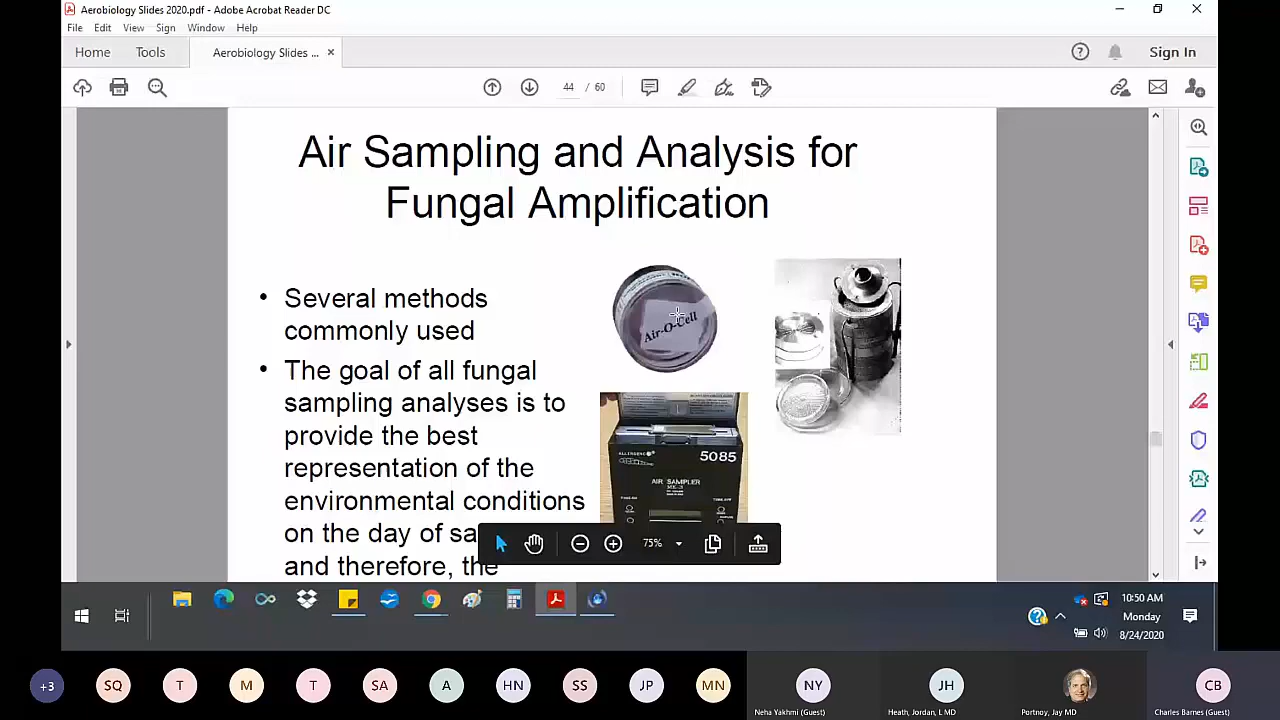 Aerobiology Slides 2020.pdf - Adobe Acrobat Reader DC
File Edit View Sign Window Help
Home Tools Aerobiology Slides ... × Sign In
44 / 60
Air Sampling and Analysis for
Fungal Amplification
• Several methods
commonly used
• The goal of all fungal
sampling analyses is to
provide the best
representation of the
environmental conditions
on the day of sa
and therefore, the
Air-O-Cell
ALLERGENCO
5085
AIR SAMPLER
MK-3
75%
10:50 AM
Monday
8/24/2020
+3 SQ T M T SA A HN SS JP MN NY JH CB
Neha Yakhmi (Guest) Heath, Jordan, L MD Portnoy, Jay MD Charles Barnes (Guest)